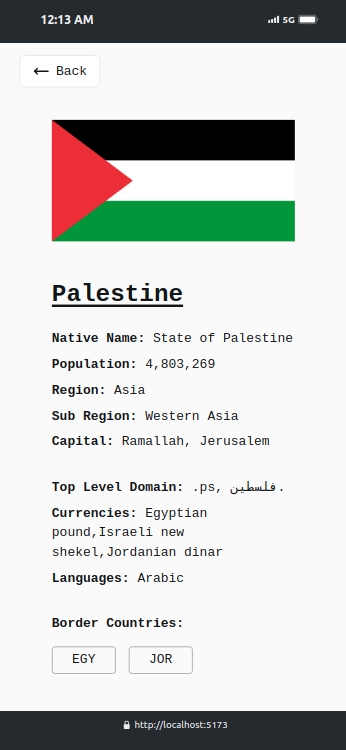 12:13 AM
5G
← Back
Palestine
Native Name: State of Palestine
Population: 4,803,269
Region: Asia
Sub Region: Western Asia
Capital: Ramallah, Jerusalem
Top Level Domain: .ps, فلسطين.
Currencies: Egyptian
pound,Israeli new
shekel,Jordanian dinar
Languages: Arabic
Border Countries:
EGY
JOR
http://localhost:5173